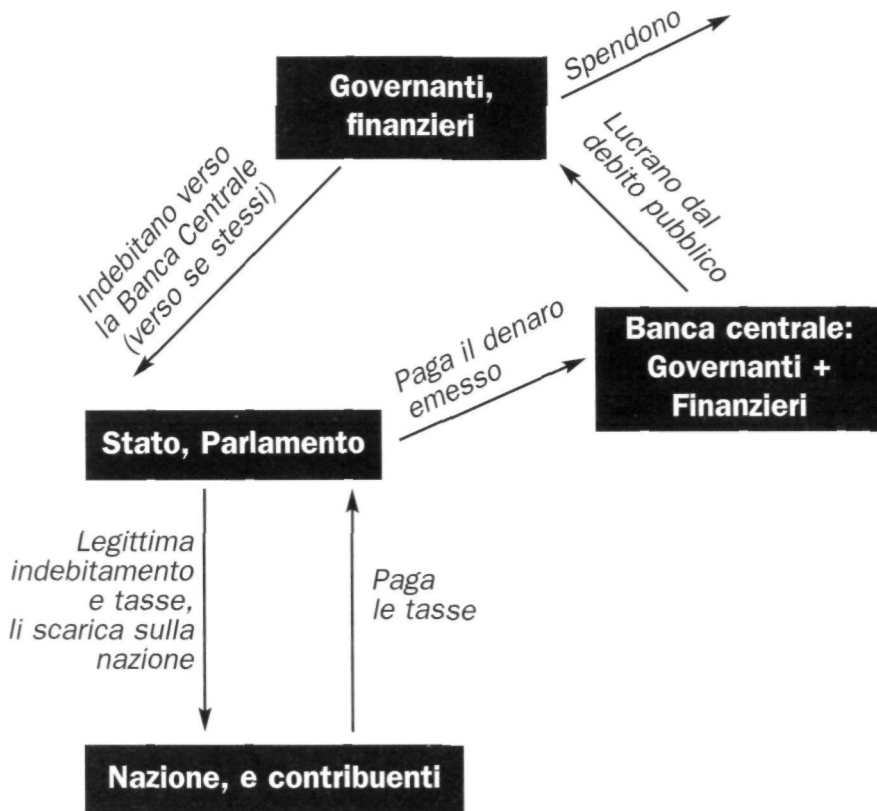 Spendono
Governanti,
finanzieri
Lucrano dal
debito pubblico
Indebitano verso
la Banca Centrale
(verso se stessi)
Banca centrale:
Governanti +
Finanzieri
Paga il denaro
emesso
Stato, Parlamento
Legittima
indebitamento
e tasse,
li scarica sulla
nazione
Paga
le tasse
Nazione, e contribuenti